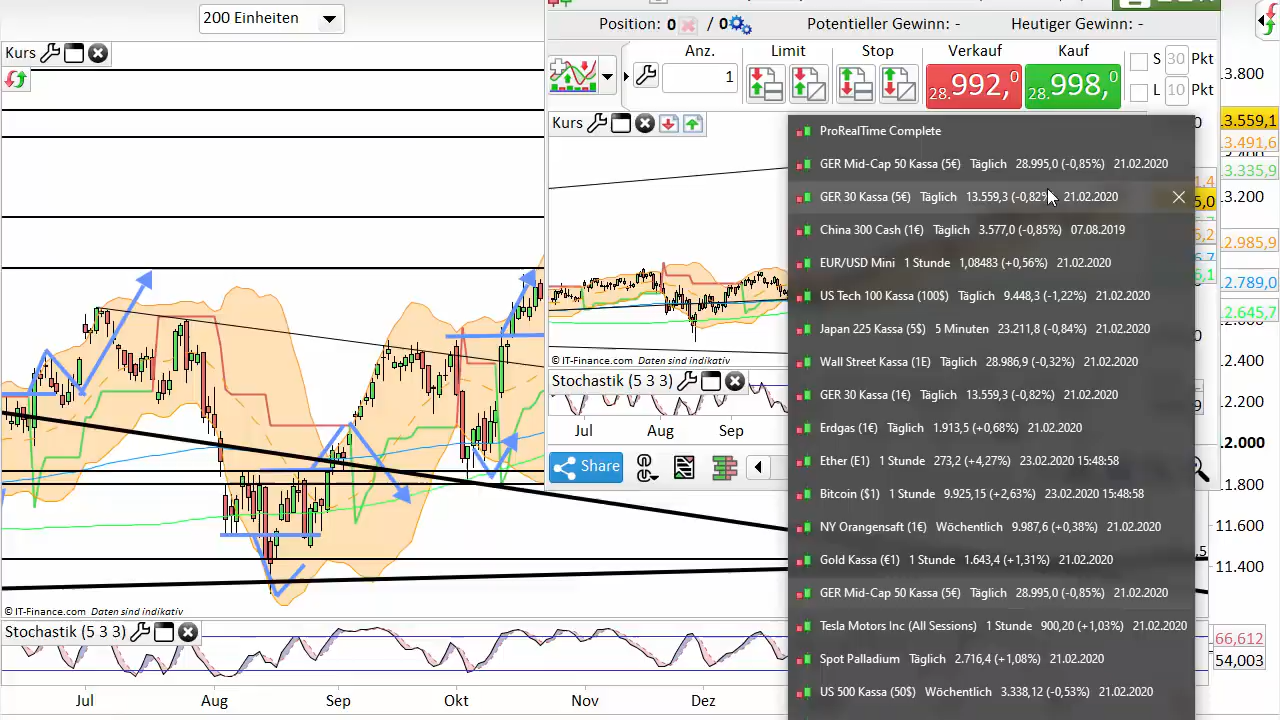 200 Einheiten
Kurs
© IT-Finance.com Daten sind indikativ
Stochastik (5 3 3)
Jul Aug Sep Okt Nov Dez
Position: 0 / 0 Potentieller Gewinn: - Heutiger Gewinn: -
Anz. Limit Stop Verkauf Kauf
1
28.992,0
28.998,0
S 30 Pkt
L 10 Pkt
Kurs
© IT-Finance.com Daten sind indikativ
Stochastik (5 3 3)
Jul Aug Sep
Share
ProRealTime Complete
GER Mid-Cap 50 Kassa (5€) Täglich 28.995,0 (-0,85%) 21.02.2020
GER 30 Kassa (5€) Täglich 13.559,3 (-0,82%) 21.02.2020
China 300 Cash (1€) Täglich 3.577,0 (-0,85%) 07.08.2019
EUR/USD Mini 1 Stunde 1,08483 (+0,56%) 21.02.2020
US Tech 100 Kassa (100$) Täglich 9.448,3 (-1,22%) 21.02.2020
Japan 225 Kassa (5$) 5 Minuten 23.211,8 (-0,84%) 21.02.2020
Wall Street Kassa (1E) Täglich 28.986,9 (-0,32%) 21.02.2020
GER 30 Kassa (1€) Täglich 13.559,3 (-0,82%) 21.02.2020
Erdgas (1€) Täglich 1.913,5 (+0,68%) 21.02.2020
Ether (E1) 1 Stunde 273,2 (+4,27%) 23.02.2020 15:48:58
Bitcoin ($1) 1 Stunde 9.925,15 (+2,63%) 23.02.2020 15:48:58
NY Orangensaft (1€) Wöchentlich 9.987,6 (+0,38%) 21.02.2020
Gold Kassa (€1) 1 Stunde 1.643,4 (+1,31%) 21.02.2020
GER Mid-Cap 50 Kassa (5€) Täglich 28.995,0 (-0,85%) 21.02.2020
Tesla Motors Inc (All Sessions) 1 Stunde 900,20 (+1,03%) 21.02.2020
Spot Palladium Täglich 2.716,4 (+1,08%) 21.02.2020
US 500 Kassa (50$) Wöchentlich 3.338,12 (-0,53%) 21.02.2020
3.800
3.559,1
3.491,6
3.335,9
3.200
2.985,9
2.789,0
2.645,7
12.400
12.200
12.000
11.800
11.600
11.400
66,612
54,003